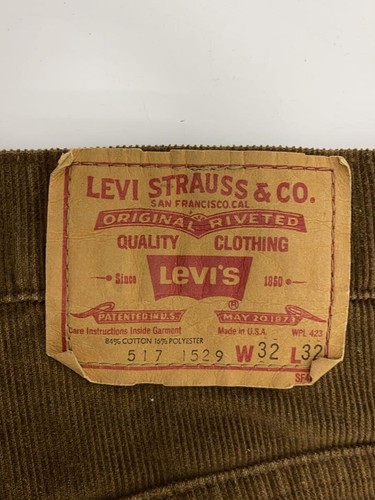 LEVI STRAUSS & CO.
SAN FRANCISCO, CAL
ORIGINAL RIVETED
QUALITY CLOTHING
Since LEVI'S 1850
®
PATENTED IN U.S. MAY 20 187
Care Instructions Inside Garment Made in U.S.A. WPL 423
84% COTTON 16% POLYESTER
517 1529 W 32 L 32